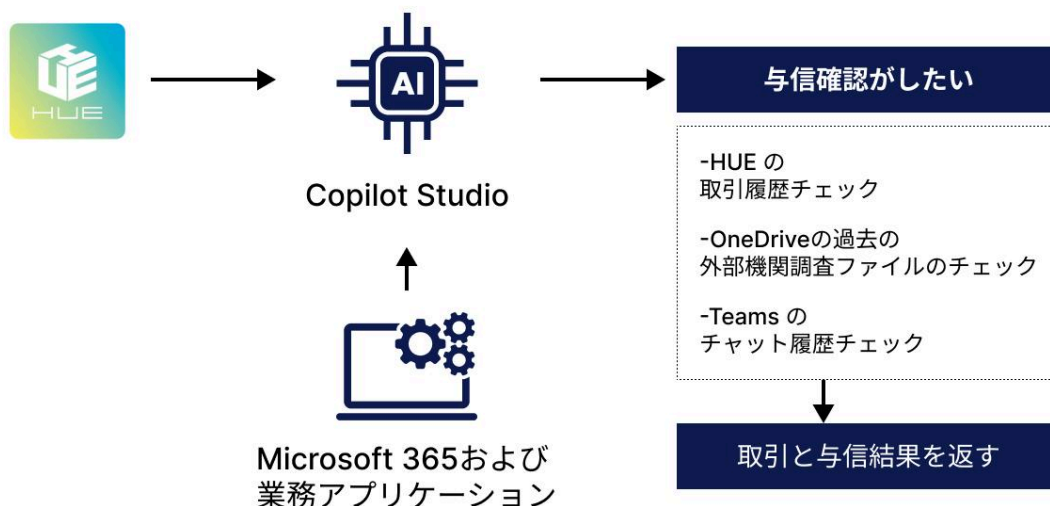 HUE
AI
Copilot Studio
Microsoft 365および
業務アプリケーション
与信確認がしたい
-HUE の
取引履歴チェック
-OneDriveの過去の
外部機関調査ファイルのチェック
-Teams の
チャット履歴チェック
取引と与信結果を返す